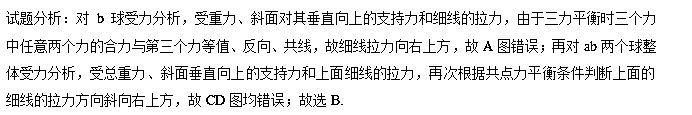 试题分析：对 b 球受力分析，受重力、斜面对其垂直向上的支持力和细线的拉力，由于三力平衡时三个力
中任意两个力的合力与第三个力等值、反向、共线，故细线拉力向右上方，故 A 图错误；再对 ab 两个球整
体受力分析，受总重力、斜面垂直向上的支持力和上面细线的拉力，再次根据共点力平衡条件判断上面的
细线的拉力方向斜向右上方，故 CD 图均错误；故选 B.